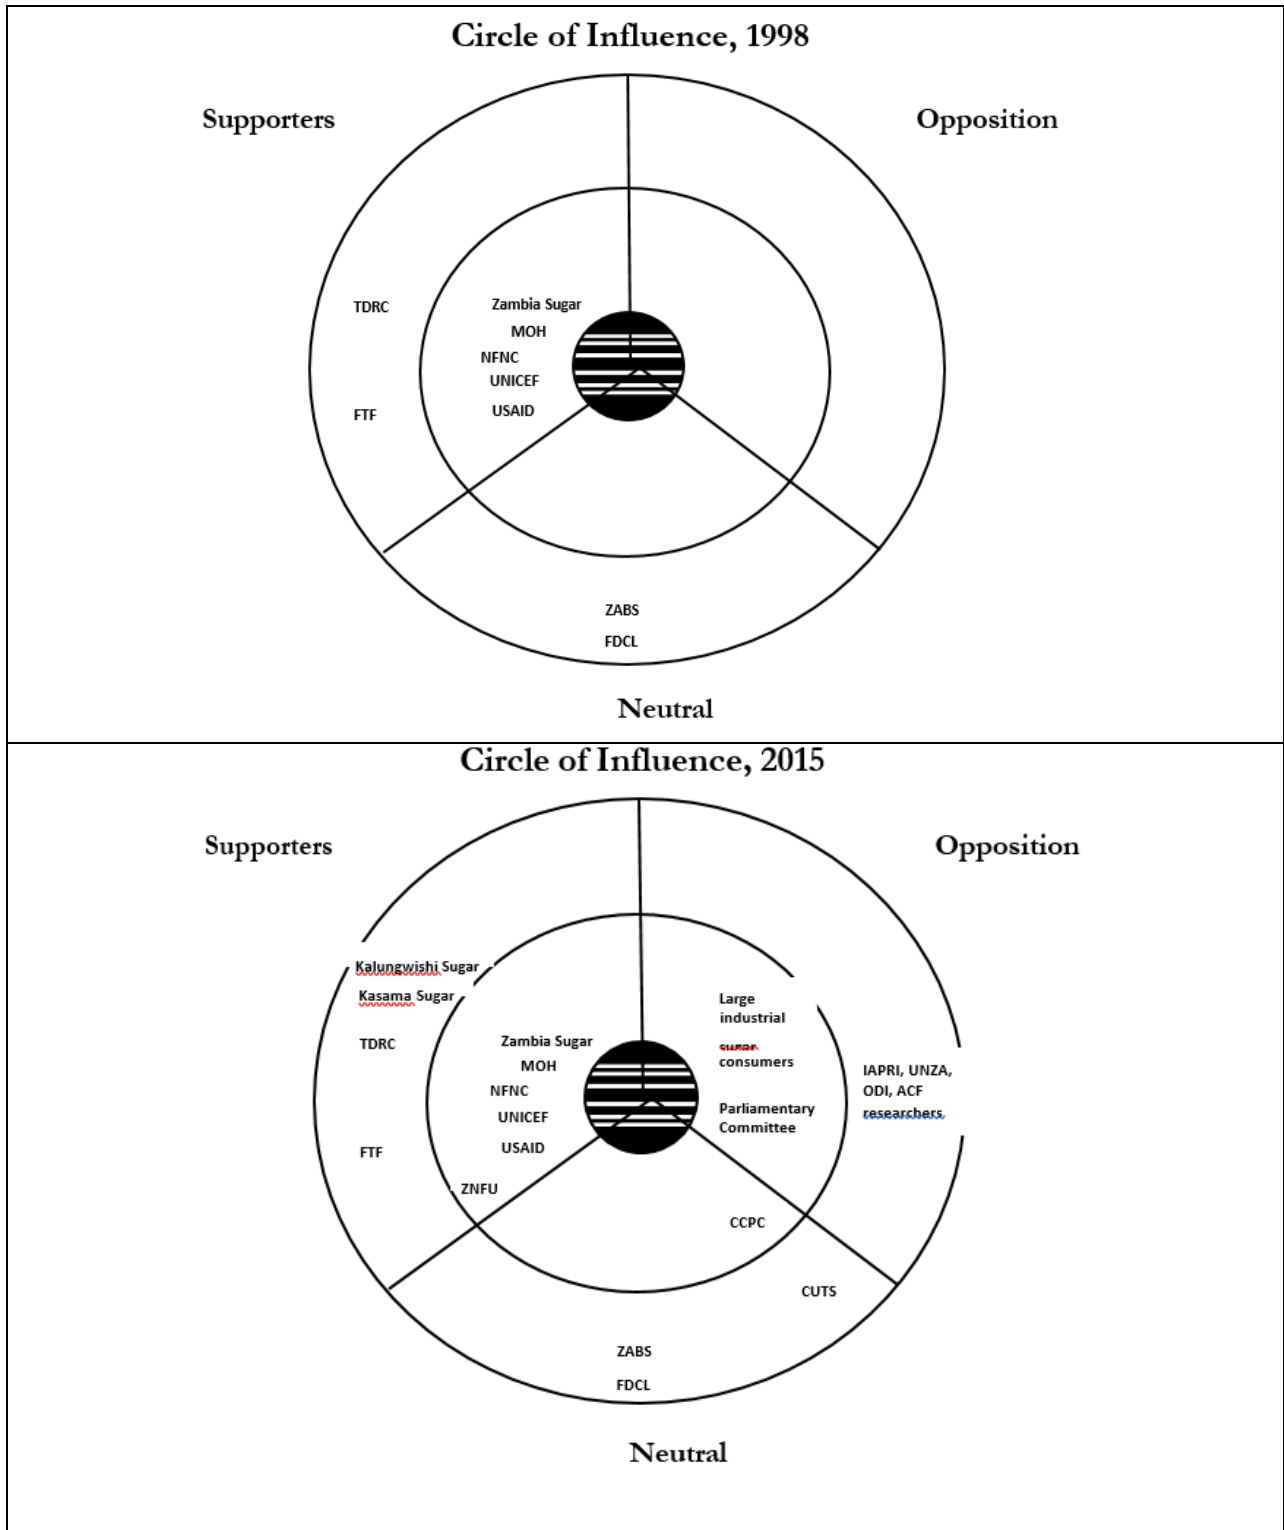 Circle of Influence, 1998
Supporters
Opposition
TDRC
FTF
Zambia Sugar
MOH
NFNC
UNICEF
USAID
ZABS
FDCL
Neutral
Circle of Influence, 2015
Supporters
Opposition
Kalungwishi Sugar
Kasama Sugar
TDRC
FTF
Zambia Sugar
MOH
NFNC
UNICEF
USAID
ZNFU
Large
industrial
sugar
consumers
Parliamentary
Committee
IAPRI, UNZA,
ODI, ACF
researchers
CCPC
CUTS
ZABS
FDCL
Neutral